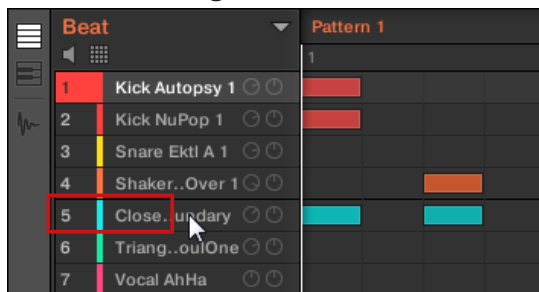 Beat
Pattern 1
1
1 Kick Autopsy 1
2 Kick NuPop 1
3 Snare Ektl A 1
4 Shaker..Over 1
5 Close..undary
6 Triang..oulOne
7 Vocal AhHa